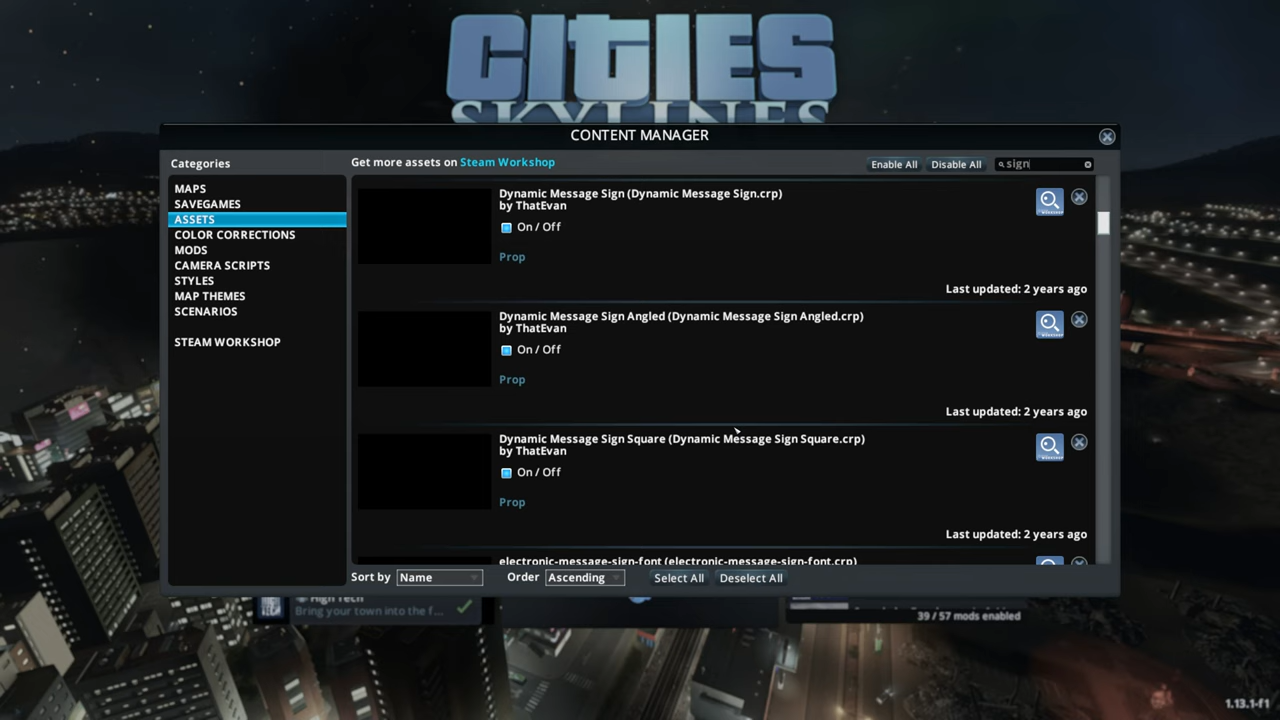 CITIES
SKYLINES
CONTENT MANAGER
Categories
Get more assets on Steam Workshop
Enable All
Disable All
sign
MAPS
SAVEGAMES
ASSETS
COLOR CORRECTIONS
MODS
CAMERA SCRIPTS
STYLES
MAP THEMES
SCENARIOS
STEAM WORKSHOP
Dynamic Message Sign (Dynamic Message Sign.crp)
by ThatEvan
On / Off
Prop
Last updated: 2 years ago
Dynamic Message Sign Angled (Dynamic Message Sign Angled.crp)
by ThatEvan
On / Off
Prop
Last updated: 2 years ago
Dynamic Message Sign Square (Dynamic Message Sign Square.crp)
by ThatEvan
On / Off
Prop
Last updated: 2 years ago
electronic-message-sign-font (electronic-message-sign-font.crp)
Sort by
Name
Order
Ascending
Select All
Deselect All
High Tech
Bring your town into the f...
39 / 57 mods enabled
1.13.1-f1